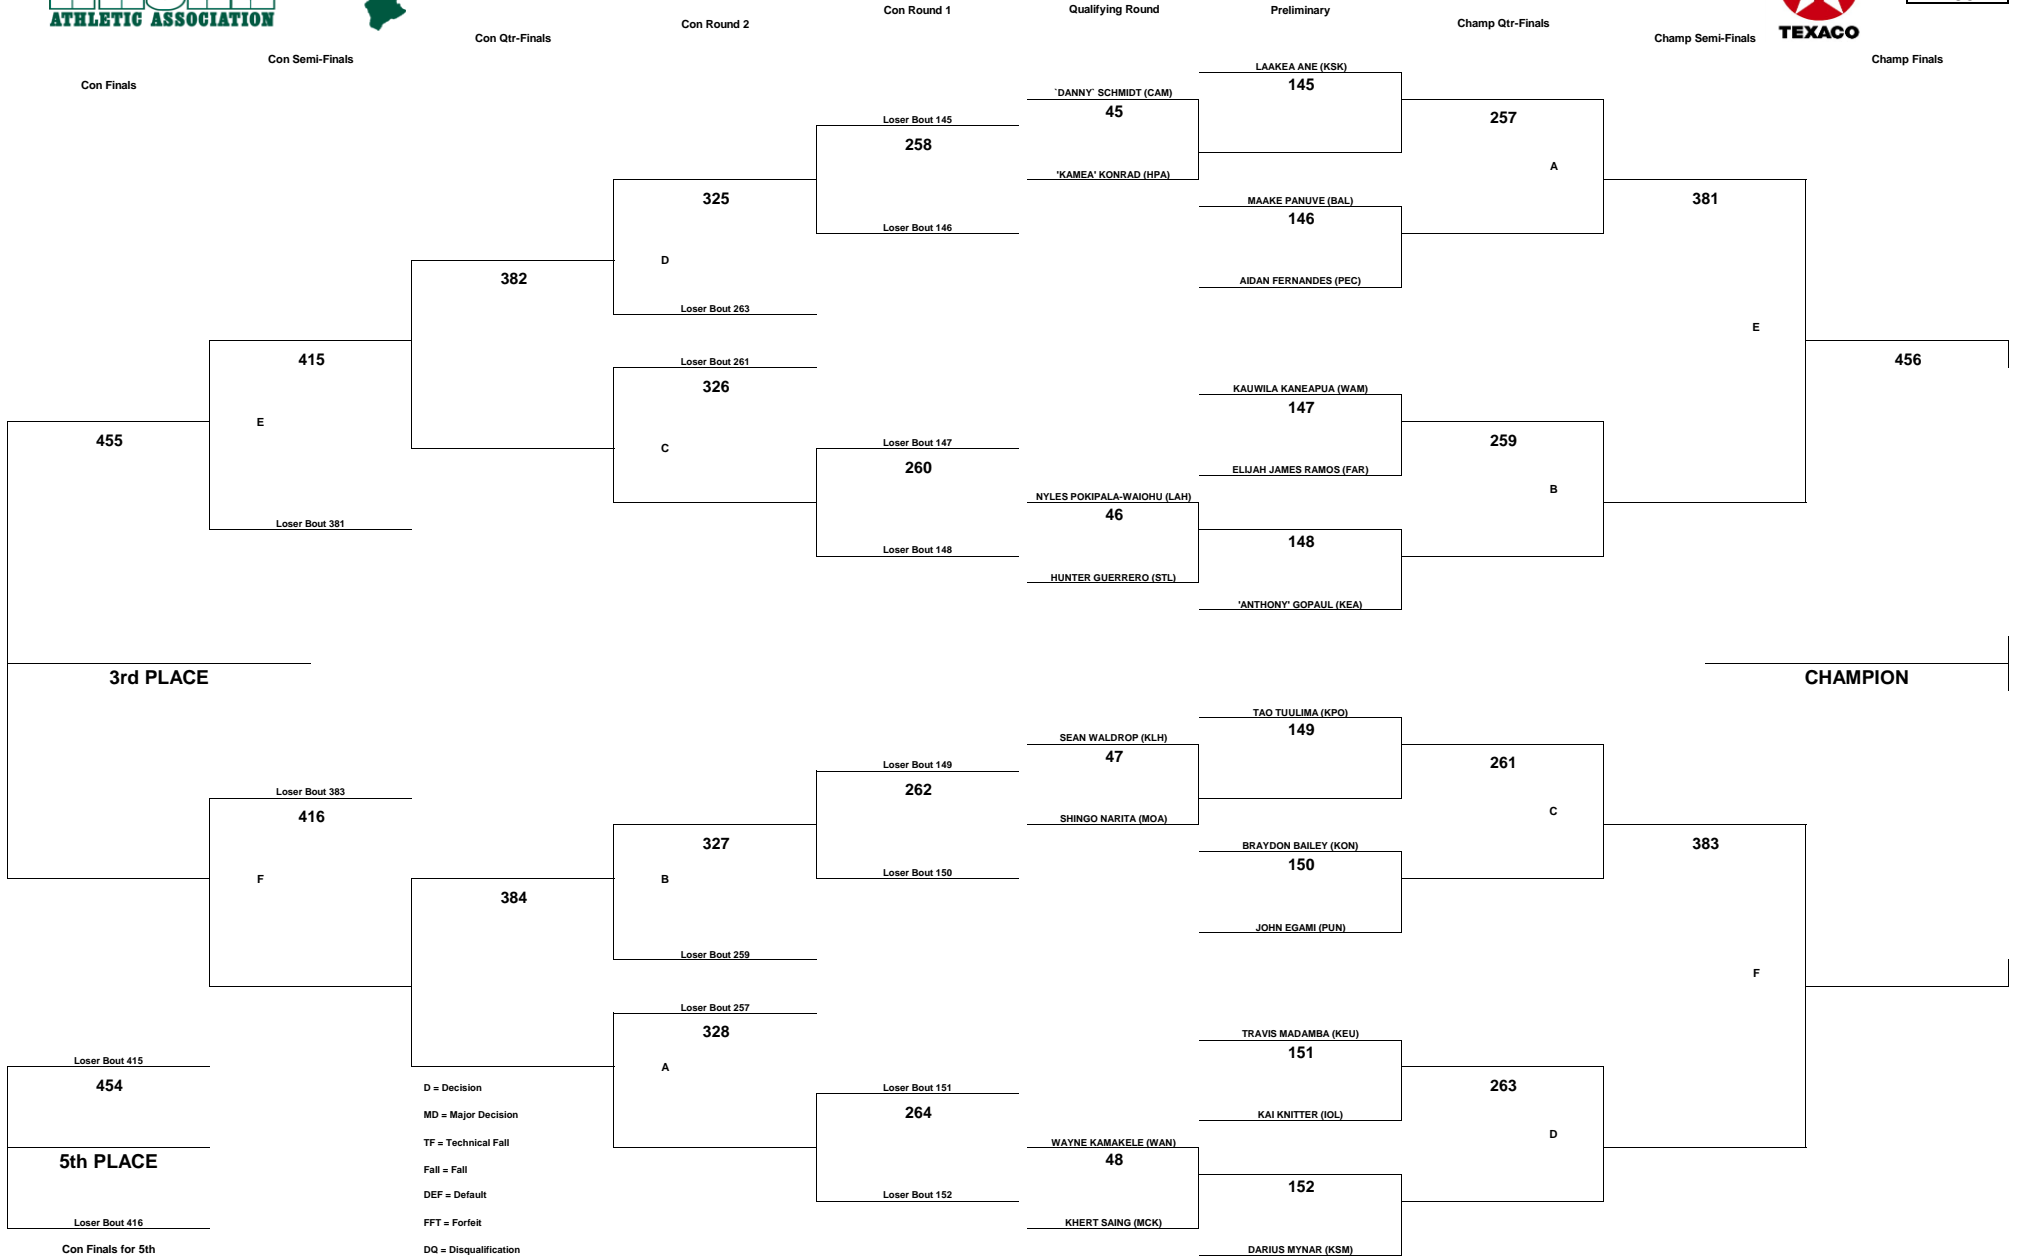 ATHLETIC ASSOCIATION
TEXACO
Con Finals
Con Semi-Finals
Con Qtr-Finals
Con Round 2
Con Round 1
Qualifying Round
Preliminary
Champ Qtr-Finals
Champ Semi-Finals
Champ Finals
LAAKEA ANE (KSK)
145
`DANNY` SCHMIDT (CAM)
45
'KAMEA' KONRAD (HPA)
Loser Bout 145
258
Loser Bout 146
257
A
MAAKE PANUVE (BAL)
146
AIDAN FERNANDES (PEC)
325
D
Loser Bout 263
381
382
E
Loser Bout 261
326
C
415
E
456
455
KAUWILA KANEAPUA (WAM)
147
ELIJAH JAMES RAMOS (FAR)
Loser Bout 147
260
Loser Bout 148
259
B
NYLES POKIPALA-WAIOHU (LAH)
46
HUNTER GUERRERO (STL)
Loser Bout 381
148
'ANTHONY' GOPAUL (KEA)
3rd PLACE
CHAMPION
TAO TUULIMA (KPO)
149
SEAN WALDROP (KLH)
47
SHINGO NARITA (MOA)
Loser Bout 149
262
Loser Bout 150
261
C
Loser Bout 383
416
F
327
B
Loser Bout 259
383
BRAYDON BAILEY (KON)
150
JOHN EGAMI (PUN)
384
F
Loser Bout 257
328
A
TRAVIS MADAMBA (KEU)
151
KAI KNITTER (IOL)
Loser Bout 415
454
5th PLACE
Loser Bout 416
Con Finals for 5th
D = Decision
MD = Major Decision
TF = Technical Fall
Fall = Fall
DEF = Default
FFT = Forfeit
DQ = Disqualification
Loser Bout 151
264
Loser Bout 152
263
D
WAYNE KAMAKELE (WAN)
48
KHERT SAING (MCK)
152
DARIUS MYNAR (KSM)